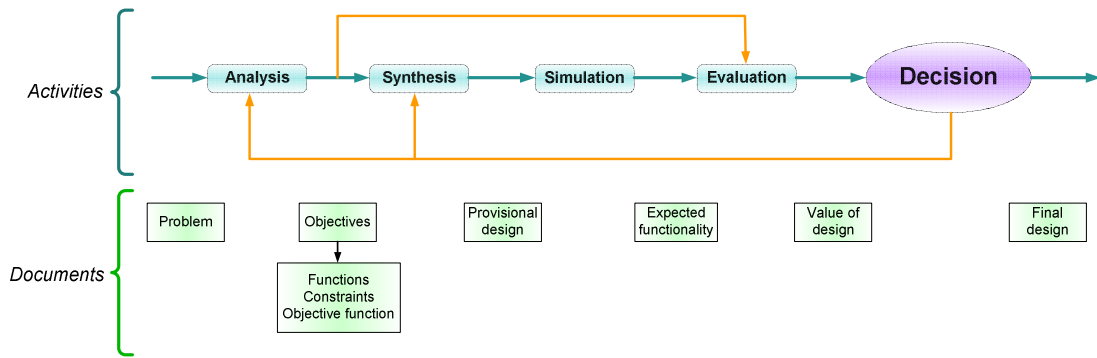 Activities
Analysis
Synthesis
Simulation
Evaluation
Decision
Documents
Problem
Objectives
Provisional
design
Expected
functionality
Value of
design
Final
design
Functions
Constraints
Objective function